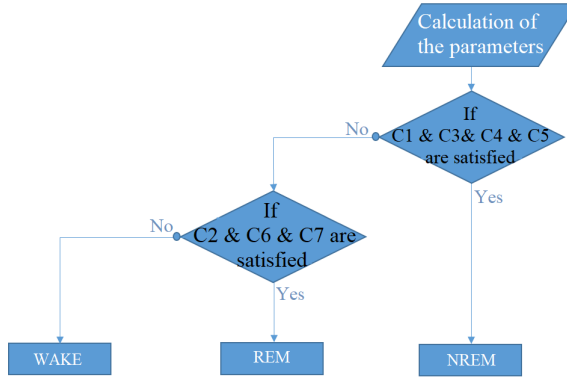 Calculation of
the parameters
If
C1 & C3& C4 & C5
are satisfied
No
Yes
If
C2 & C6 & C7 are
satisfied
No
Yes
WAKE
REM
NREM